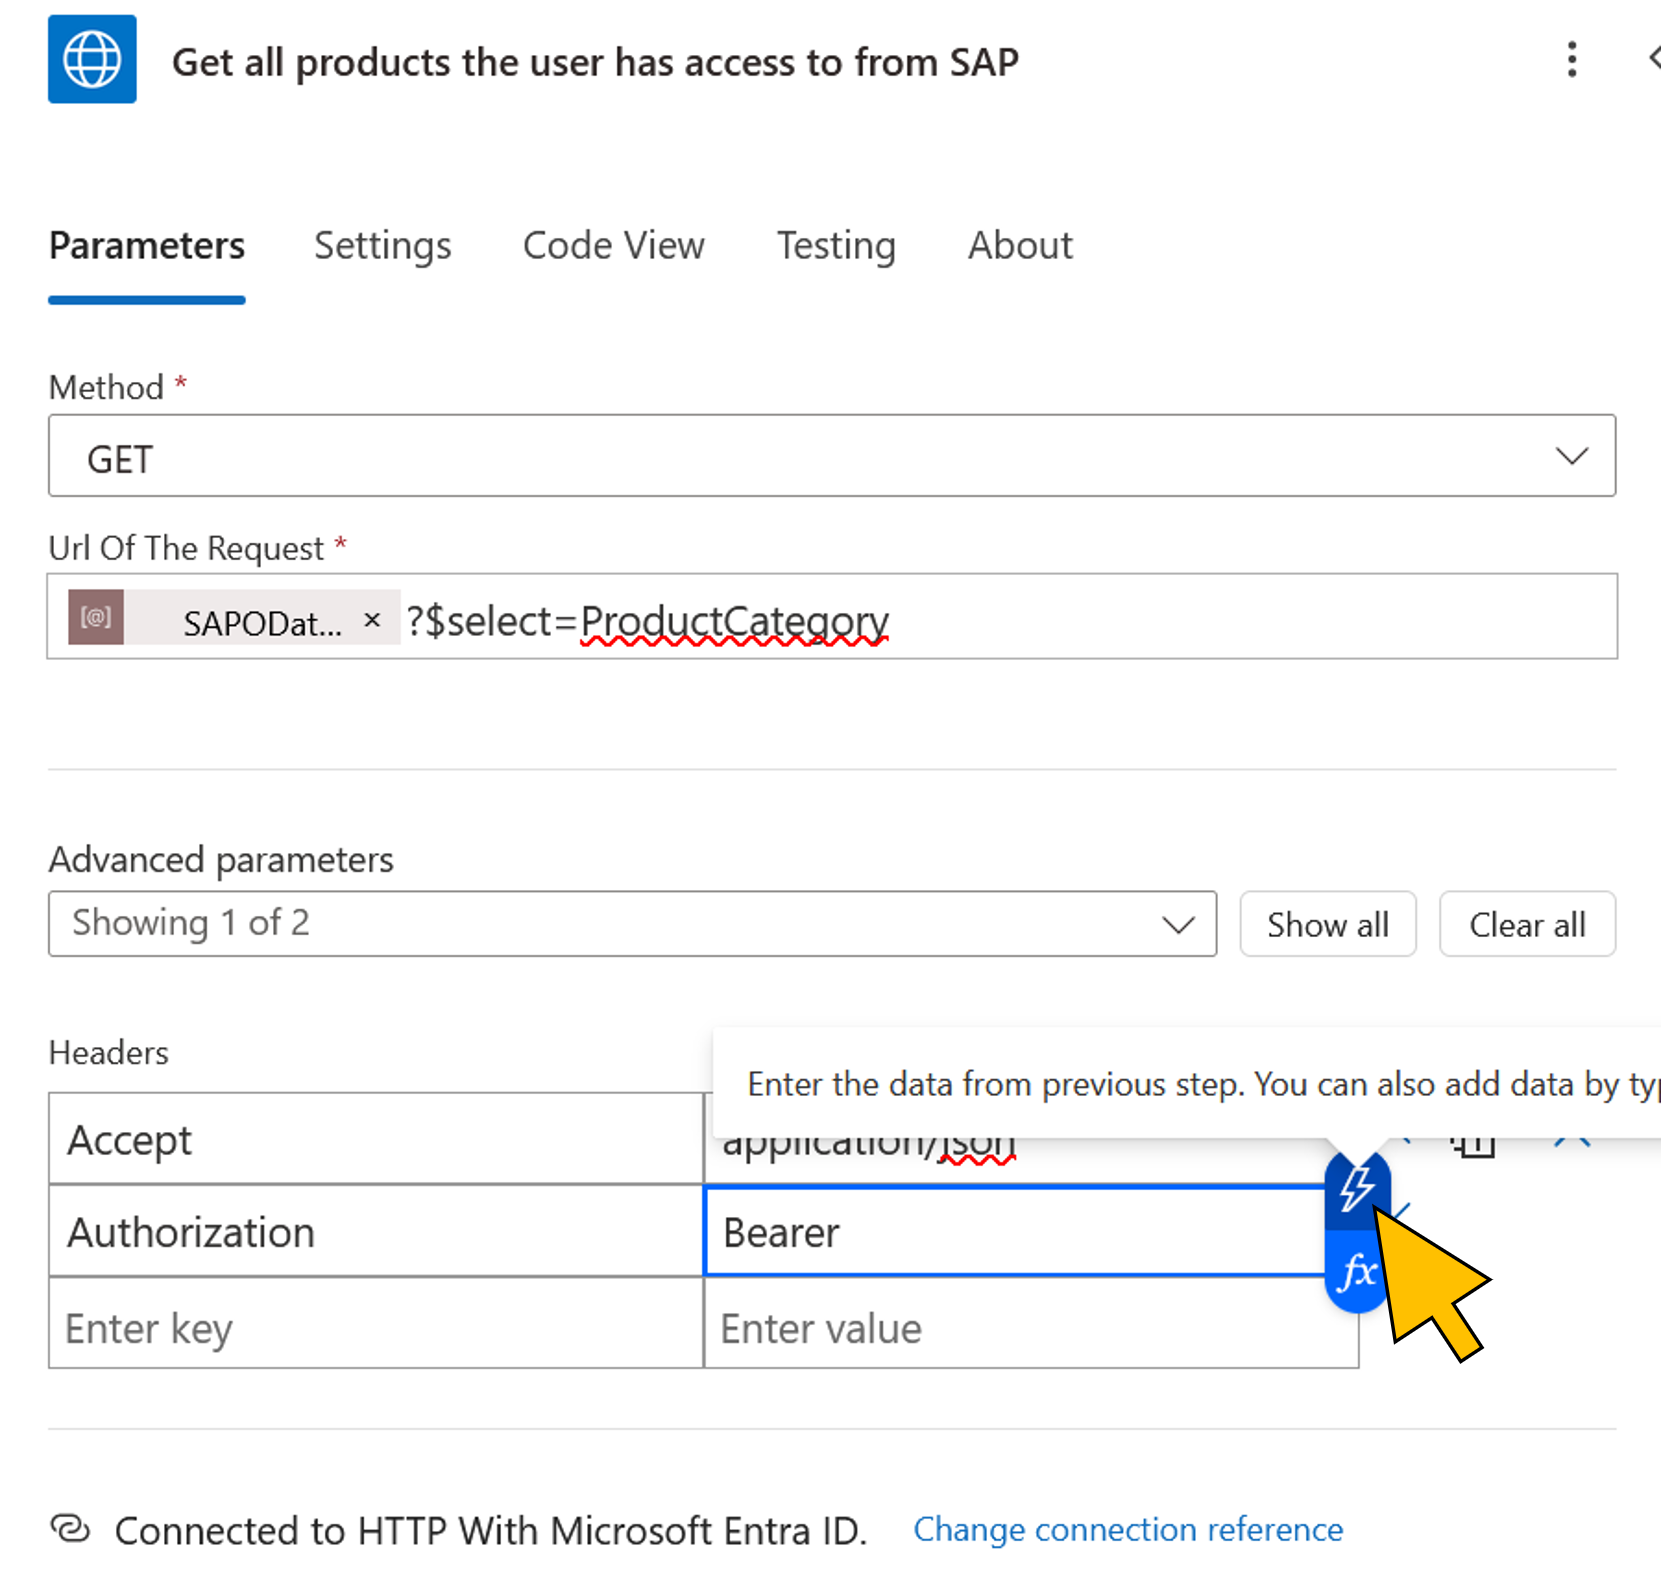 Get all products the user has access to from SAP
Parameters Settings Code View Testing About
Method *
GET
Url Of The Request *
[@] SAPODat... × ?$select=ProductCategory
Advanced parameters
Showing 1 of 2 Show all Clear all
Headers
Enter the data from previous step. You can also add data by
Accept application/json
Authorization Bearer
fx
Enter key Enter value
Connected to HTTP With Microsoft Entra ID. Change connection reference